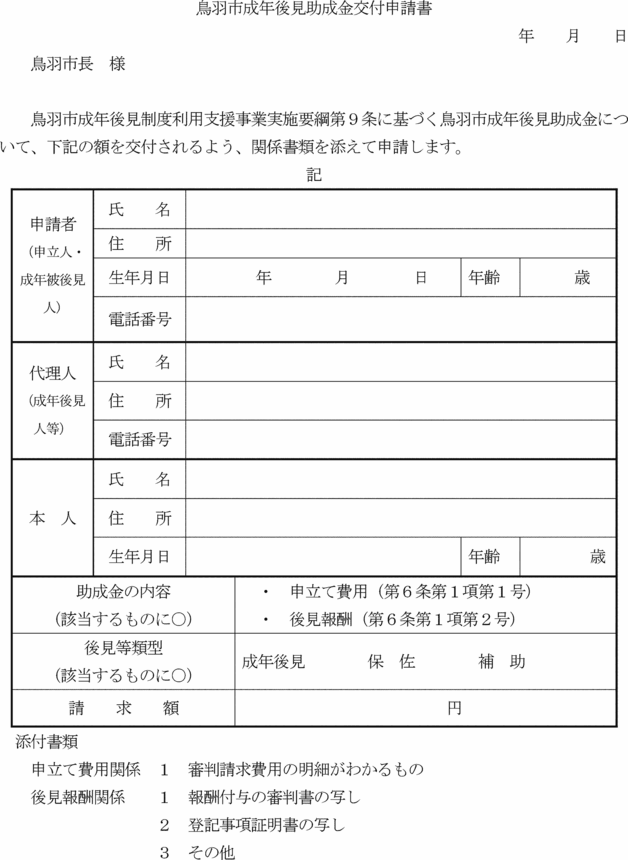 鳥羽市成年後見助成金交付申請書
年　　月　　日
鳥羽市長　様
鳥羽市成年後見制度利用支援事業実施要綱第９条に基づく鳥羽市成年後見助成金につ
いて、下記の額を交付されるよう、関係書類を添えて申請します。
記
申請者
（申立人・
成年被後見
人）
氏　　名
住　　所
生年月日　　年　　　月　　　日　年齢　　　歳
電話番号
代理人
（成年後見
人等）
氏　　名
住　　所
電話番号
本　人
氏　　名
住　　所
生年月日　　年齢　　　歳
助成金の内容
（該当するものに〇）
・　申立て費用（第６条第１項第１号）
・　後見報酬（第６条第１項第２号）
後見等類型
（該当するものに〇）
成年後見　　　　保　佐　　　　補　助
請　　求　　額　　　　円
添付書類
申立て費用関係　１　審判請求費用の明細がわかるもの
後見報酬関係　　１　報酬付与の審判書の写し
２　登記事項証明書の写し
３　その他